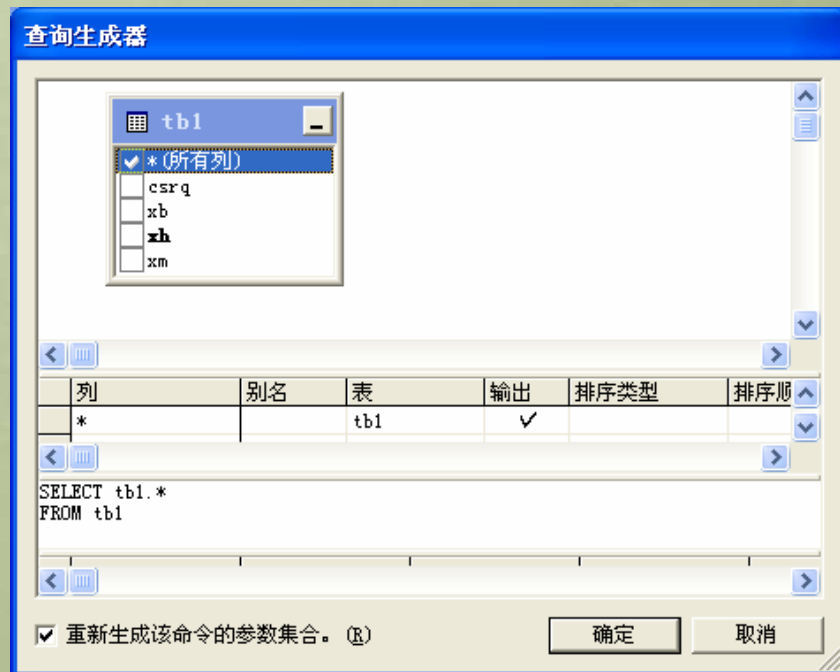 查询生成器
tb1
*(所有列)
csrq
xb
xh
xm
列 别名 表 输出 排序类型 排序顺
* tb1
SELECT tb1.*
FROM tb1
重新生成该命令的参数集合。(R)
确定 取消